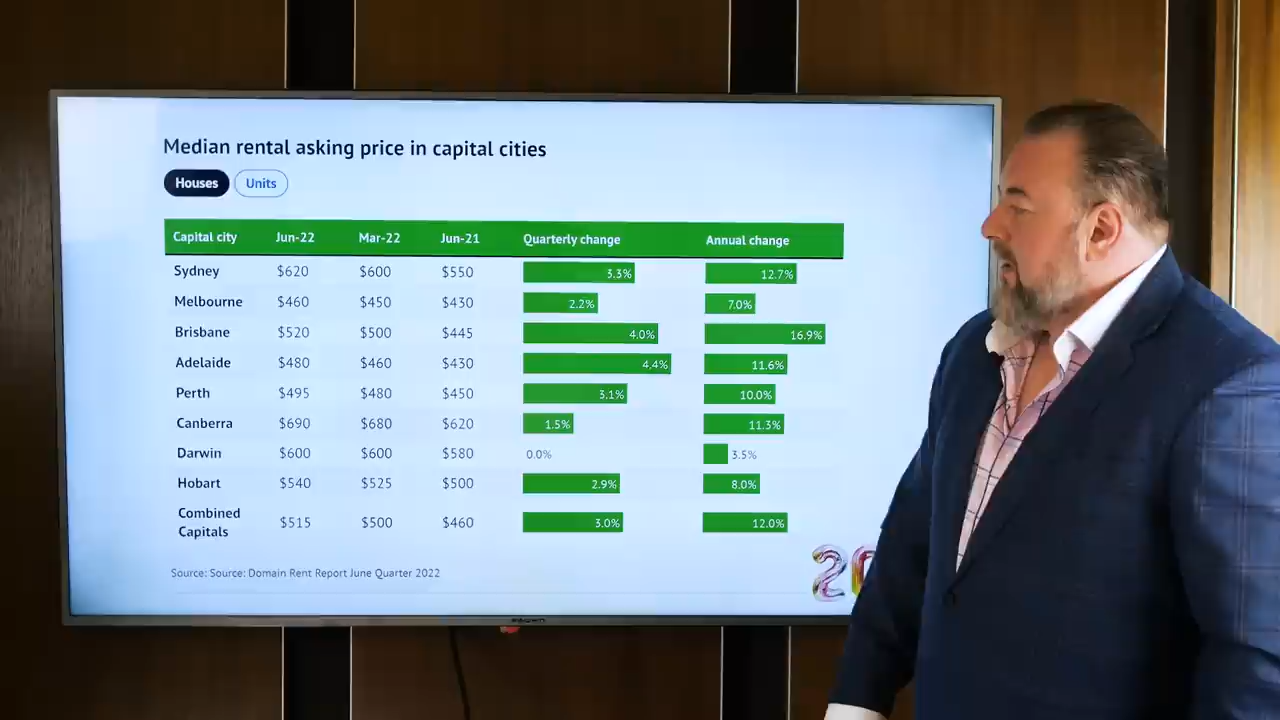 Median rental asking price in capital cities
Houses Units
Capital city Jun-22 Mar-22 Jun-21 Quarterly change Annual change
Sydney $620 $600 $550 3.3% 12.7%
Melbourne $460 $450 $430 2.2% 7.0%
Brisbane $520 $500 $445 4.0% 16.9%
Adelaide $480 $460 $430 4.4% 11.6%
Perth $495 $480 $450 3.1% 10.0%
Canberra $690 $680 $620 1.5% 11.3%
Darwin $600 $600 $580 0.0% 3.5%
Hobart $540 $525 $500 2.9% 8.0%
Combined
Capitals $515 $500 $460 3.0% 12.0%
Source: Source: Domain Rent Report June Quarter 2022
20